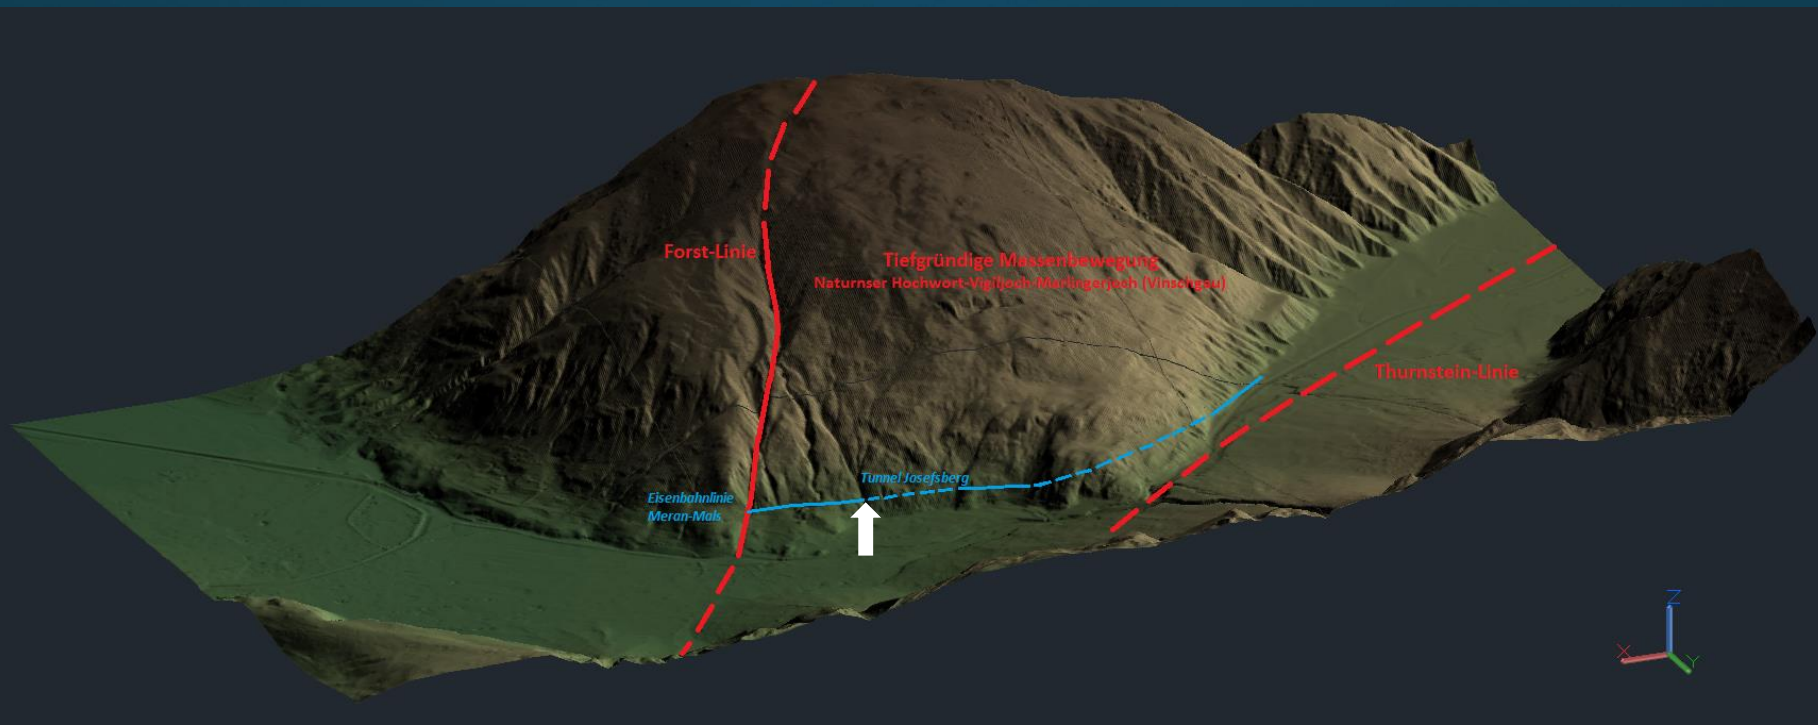 Forst-Linie
Tiefgründige Massenbewegung
Naturnser Hochwort-Vigiljoch-Marlingerjoch (Vinschgau)
Thurnstein-Linie
Tunnel Josefsberg
Eisenbahnlinie
Meran-Mals
Z
X
Y